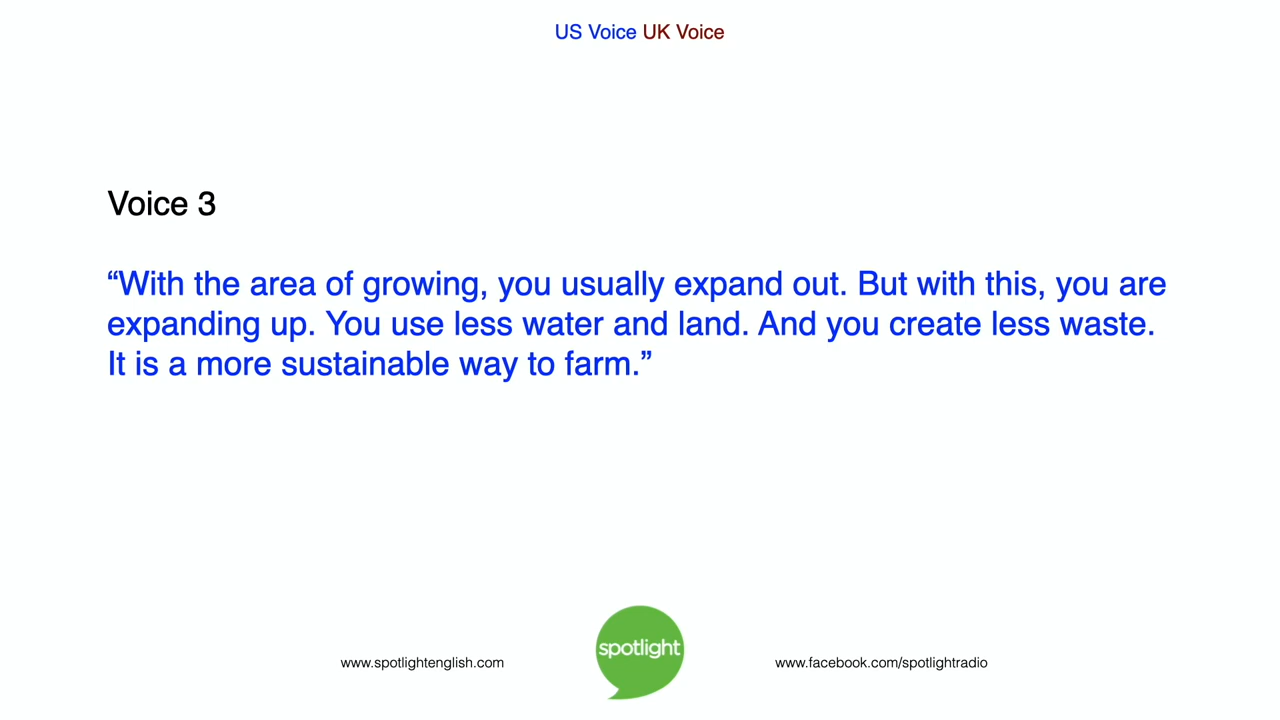 US Voice UK Voice
Voice 3
“With the area of growing, you usually expand out. But with this, you are
expanding up. You use less water and land. And you create less waste.
It is a more sustainable way to farm.”
spotlight
www.spotlightenglish.com
www.facebook.com/spotlightradio